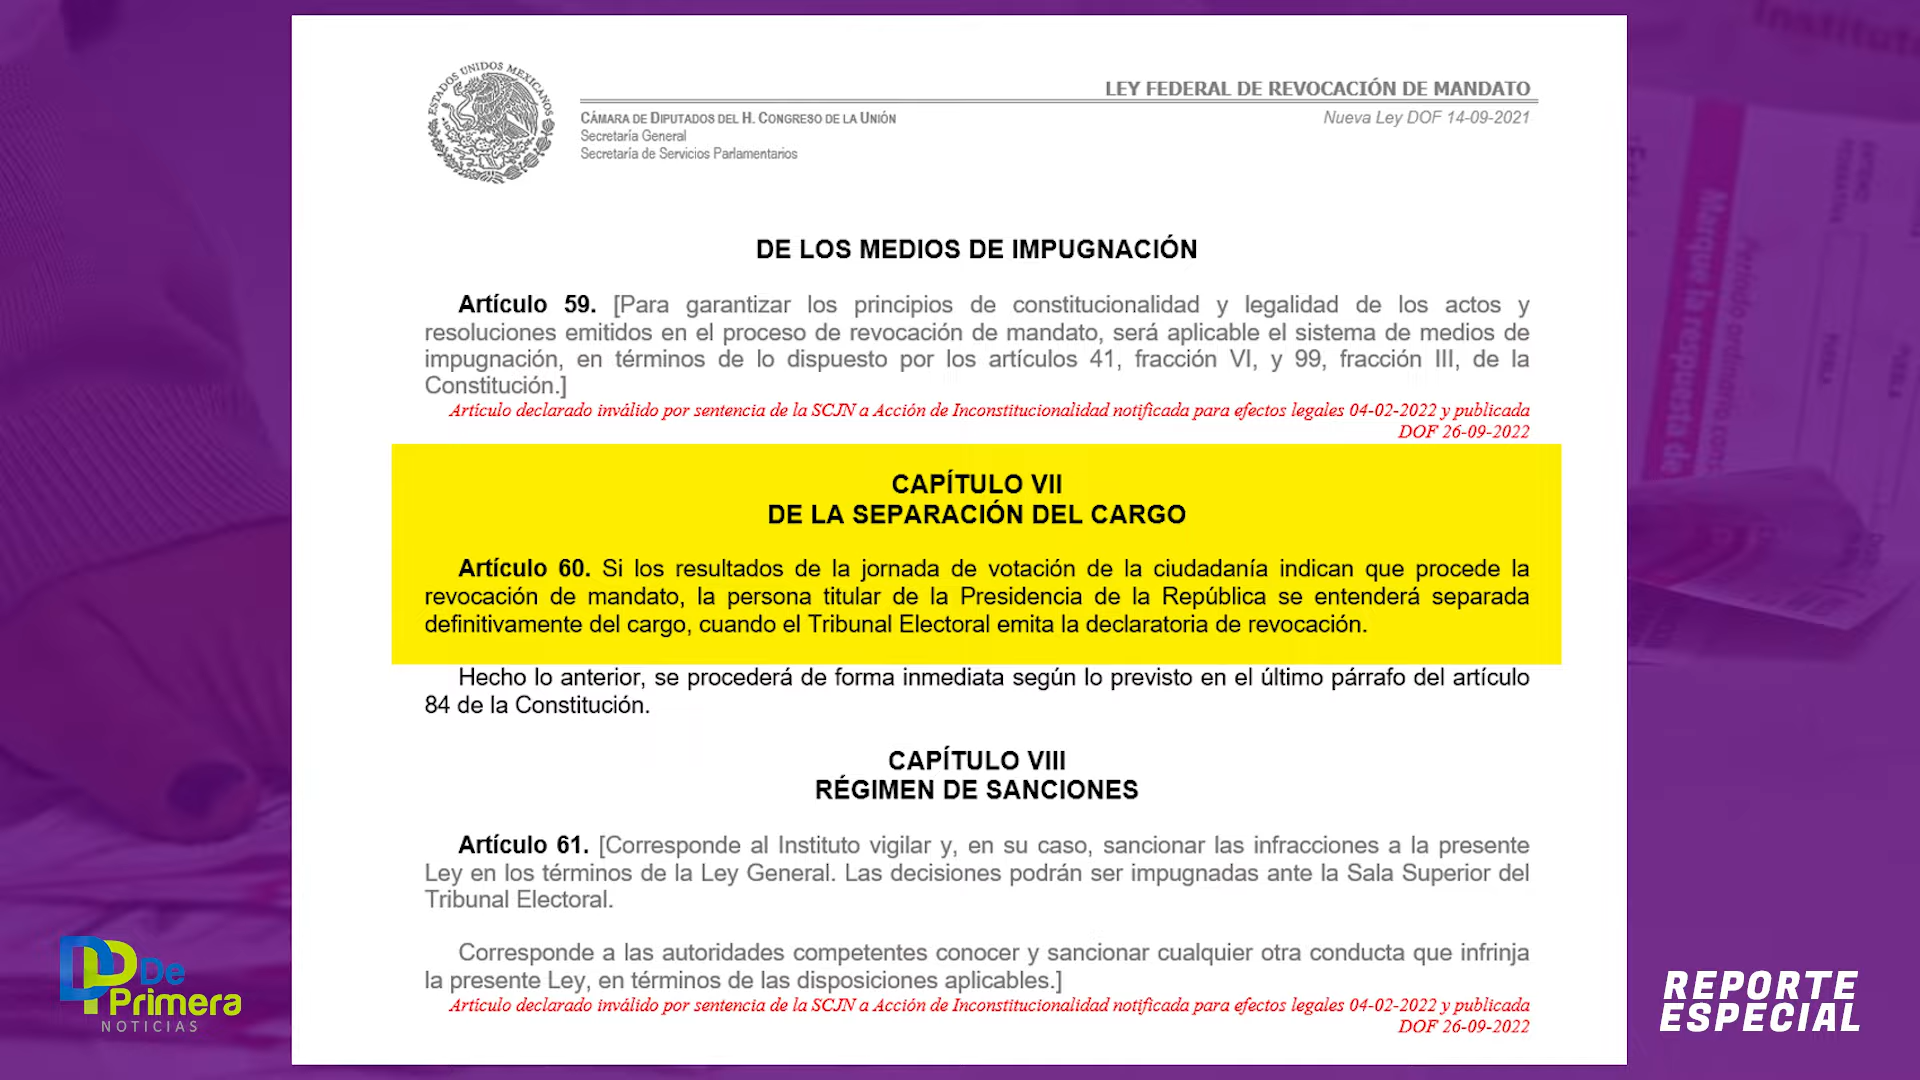 ESTADOS UNIDOS MEXICANOS
LEY FEDERAL DE REVOCACIÓN DE MANDATO
CÁMARA DE DIPUTADOS DEL H. CONGRESO DE LA UNIÓN
Nueva Ley DOF 14-09-2021
Secretaría General
Secretaría de Servicios Parlamentarios
DE LOS MEDIOS DE IMPUGNACIÓN
Artículo 59. [Para garantizar los principios de constitucionalidad y legalidad de los actos y
resoluciones emitidos en el proceso de revocación de mandato, será aplicable el sistema de medios de
impugnación, en términos de lo dispuesto por los artículos 41, fracción VI, y 99, fracción III, de la
Constitución.]
Artículo declarado inválido por sentencia de la SCJN a Acción de Inconstitucionalidad notificada para efectos legales 04-02-2022 y publicada
DOF 26-09-2022
CAPÍTULO VII
DE LA SEPARACIÓN DEL CARGO
Artículo 60. Si los resultados de la jornada de votación de la ciudadanía indican que procede la
revocación de mandato, la persona titular de la Presidencia de la República se entenderá separada
definitivamente del cargo, cuando el Tribunal Electoral emita la declaratoria de revocación.
Hecho lo anterior, se procederá de forma inmediata según lo previsto en el último párrafo del artículo
84 de la Constitución.
CAPÍTULO VIII
RÉGIMEN DE SANCIONES
Artículo 61. [Corresponde al Instituto vigilar y, en su caso, sancionar las infracciones a la presente
Ley en los términos de la Ley General. Las decisiones podrán ser impugnadas ante la Sala Superior del
Tribunal Electoral.
Corresponde a las autoridades competentes conocer y sancionar cualquier otra conducta que infrinja
la presente Ley, en términos de las disposiciones aplicables.]
Artículo declarado inválido por sentencia de la SCJN a Acción de Inconstitucionalidad notificada para efectos legales 04-02-2022 y publicada
DOF 26-09-2022
De
Primera
NOTICIAS
REPORTE
ESPECIAL
Instituto
Marque la respuesta de